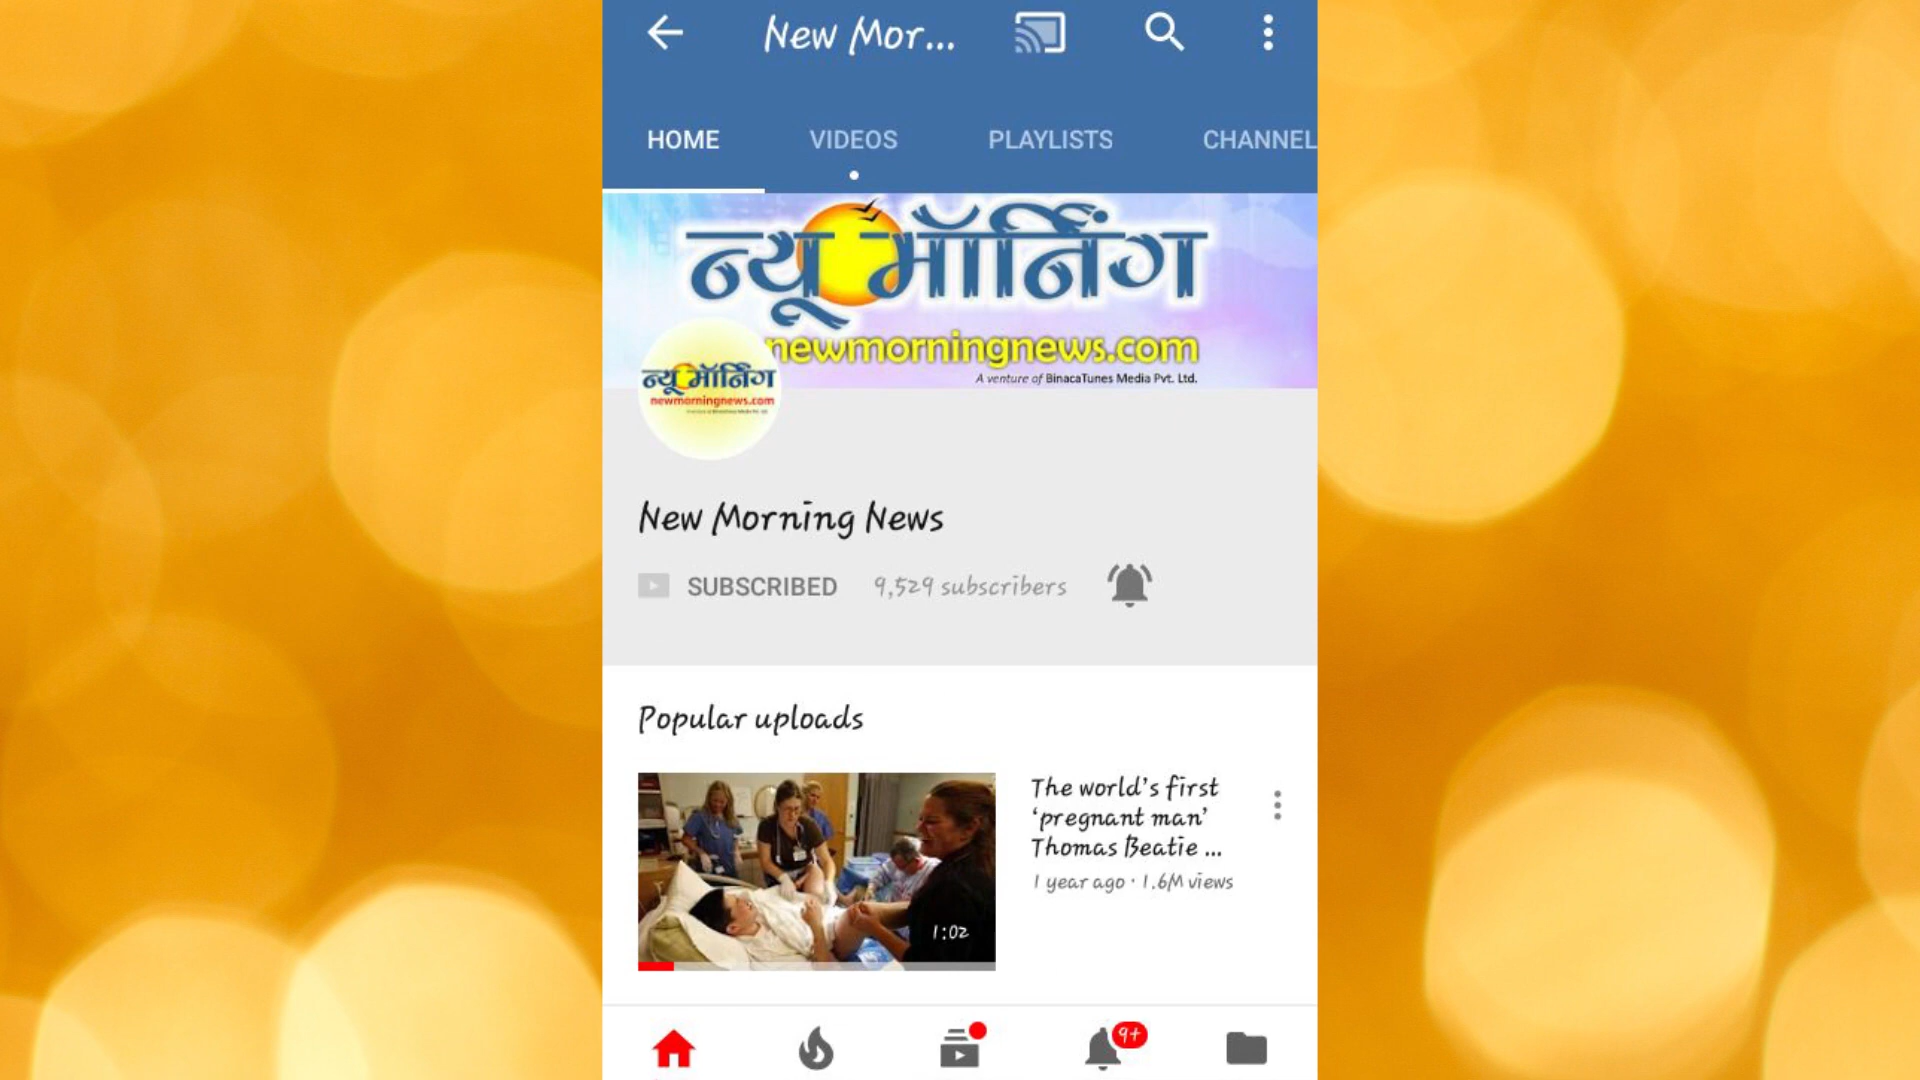 New Mor...
HOME VIDEOS PLAYLISTS CHANNEL
न्यू मॉर्निंग
newmorningnews.com
A venture of BinacaTunes Media Pvt. Ltd.
न्यू मॉर्निंग
newmorningnews.com
New Morning News
SUBSCRIBED 9,529 subscribers
Popular uploads
The world's first
'pregnant man'
Thomas Beatie ...
1 year ago · 1.6M views
1:02
9+